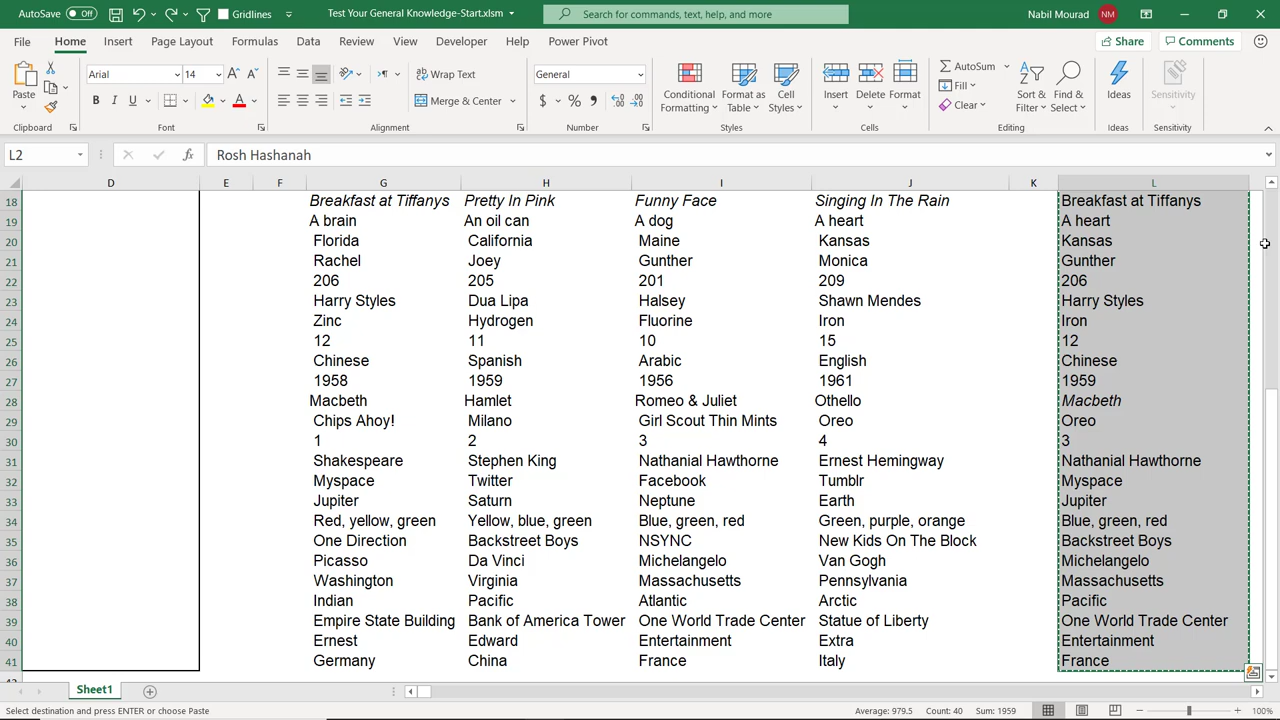 AutoSave Off Gridlines Test Your General Knowledge-Start.xlsm Search for commands, text, help, and more Nabil Mourad NM
File Home Insert Page Layout Formulas Data Review View Developer Help Power Pivot Share Comments
Arial 14 Wrap Text General AutoSum
Paste Conditional Format as Cell Insert Delete Format Fill Sort & Find & Ideas Sensitivity
B I U A Merge & Center $ % Formatting Table Styles Clear Filter Select
Clipboard Font Alignment Number Styles Cells Editing Ideas Sensitivity
L2 fx Rosh Hashanah
D E F G H I J K L
18 Breakfast at Tiffanys Pretty In Pink Funny Face Singing In The Rain Breakfast at Tiffanys
19 A brain An oil can A dog A heart A heart
20 Florida California Maine Kansas Kansas
21 Rachel Joey Gunther Monica Gunther
22 206 205 201 209 206
23 Harry Styles Dua Lipa Halsey Shawn Mendes Harry Styles
24 Zinc Hydrogen Fluorine Iron Iron
25 12 11 10 15 12
26 Chinese Spanish Arabic English Chinese
27 1958 1959 1956 1961 1959
28 Macbeth Hamlet Romeo & Juliet Othello Macbeth
29 Chips Ahoy! Milano Girl Scout Thin Mints Oreo Oreo
30 1 2 3 4 3
31 Shakespeare Stephen King Nathanial Hawthorne Ernest Hemingway Nathanial Hawthorne
32 Myspace Twitter Facebook Tumblr Myspace
33 Jupiter Saturn Neptune Earth Jupiter
34 Red, yellow, green Yellow, blue, green Blue, green, red Green, purple, orange Blue, green, red
35 One Direction Backstreet Boys NSYNC New Kids On The Block Backstreet Boys
36 Picasso Da Vinci Michelangelo Van Gogh Michelangelo
37 Washington Virginia Massachusetts Pennsylvania Massachusetts
38 Indian Pacific Atlantic Arctic Pacific
39 Empire State Building Bank of America Tower One World Trade Center Statue of Liberty One World Trade Center
40 Ernest Edward Entertainment Extra Entertainment
41 Germany China France Italy France
Sheet1
Select destination and press ENTER or choose Paste Average: 979.5 Count: 40 Sum: 1959 100%